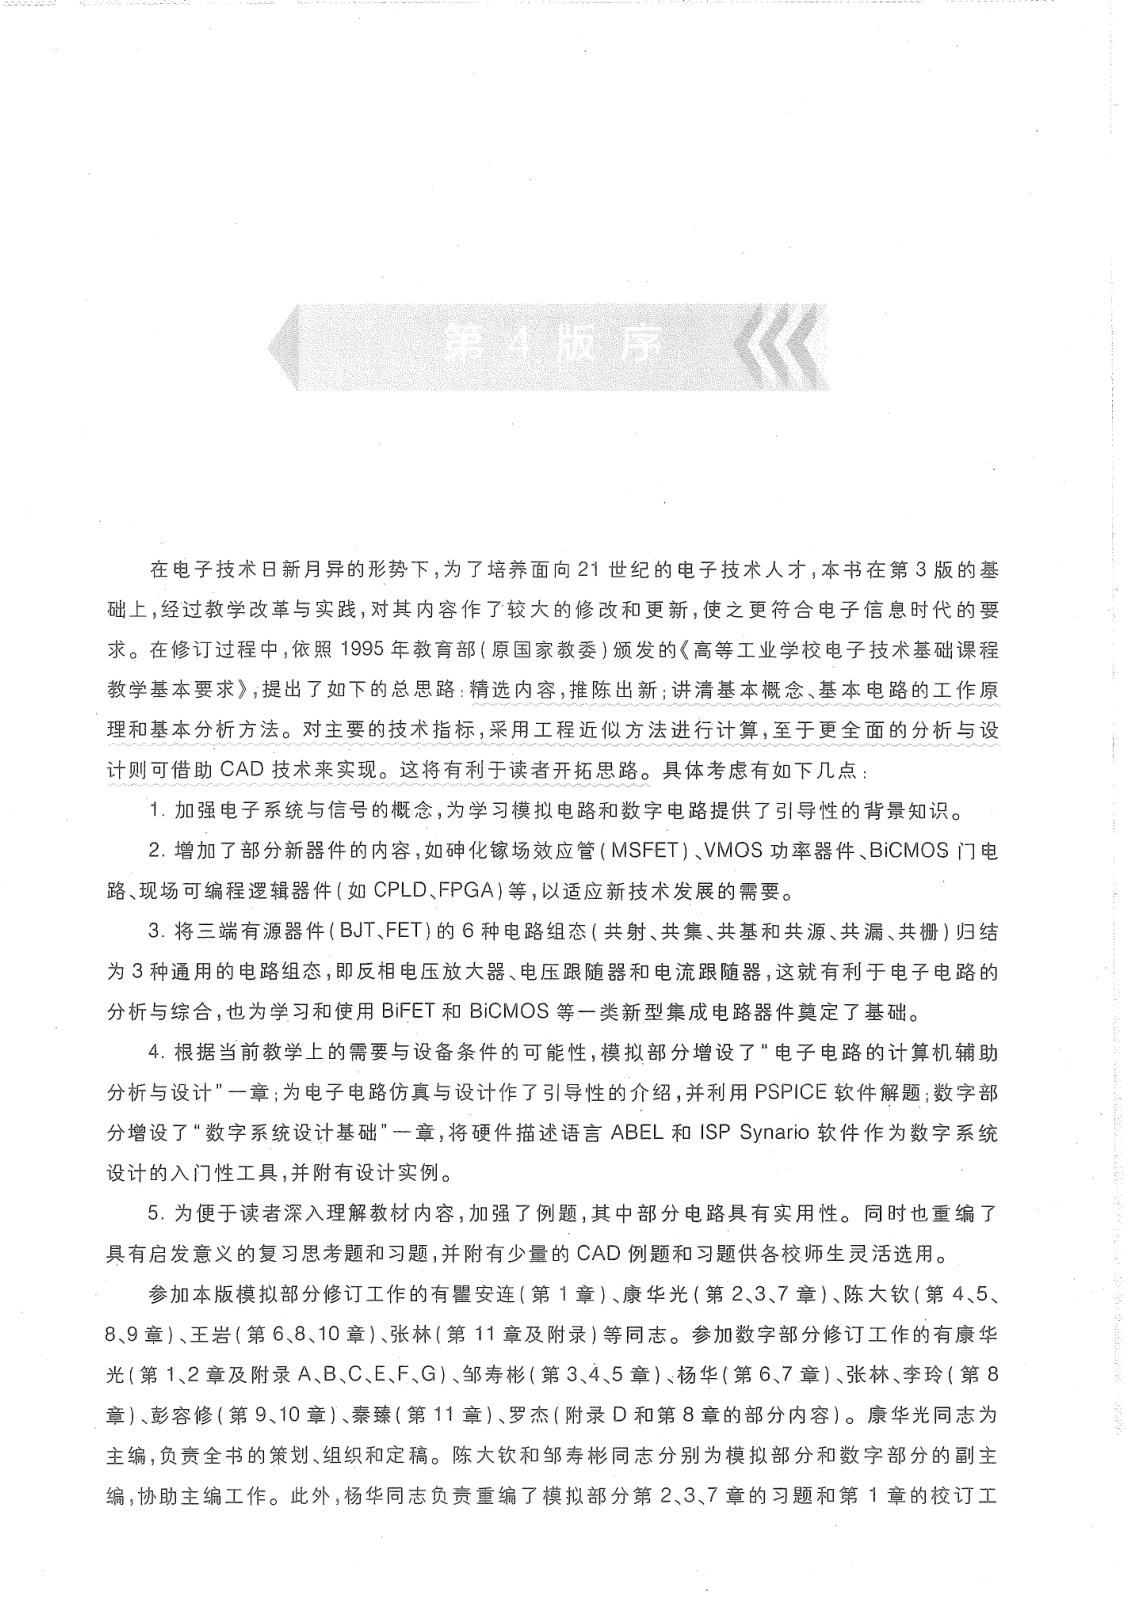 第 4 版 序
在电子技术日新月异的形势下,为了培养面向 21 世纪的电子技术人才,本书在第 3 版的基
础上,经过教学改革与实践,对其内容作了较大的修改和更新,使之更符合电子信息时代的要
求。在修订过程中,依照 1995 年教育部(原国家教委)颁发的《高等工业学校电子技术基础课程
教学基本要求》,提出了如下的总思路:精选内容,推陈出新;讲清基本概念、基本电路的工作原
理和基本分析方法。对主要的技术指标,采用工程近似方法进行计算,至于更全面的分析与设
计则可借助 CAD 技术来实现。这将有利于读者开拓思路。具体考虑有如下几点:
1. 加强电子系统与信号的概念,为学习模拟电路和数字电路提供了引导性的背景知识。
2. 增加了部分新器件的内容,如砷化镓场效应管(MSFET)、VMOS 功率器件、BiCMOS 门电
路、现场可编程逻辑器件(如 CPLD、FPGA)等,以适应新技术发展的需要。
3. 将三端有源器件(BJT、FET)的 6 种电路组态(共射、共集、共基和共源、共漏、共栅)归结
为 3 种通用的电路组态,即反相电压放大器、电压跟随器和电流跟随器,这就有利于电子电路的
分析与综合,也为学习和使用 BiFET 和 BiCMOS 等一类新型集成电路器件奠定了基础。
4. 根据当前教学上的需要与设备条件的可能性,模拟部分增设了“电子电路的计算机辅助
分析与设计”一章;为电子电路仿真与设计作了引导性的介绍,并利用 PSPICE 软件解题;数字部
分增设了“数字系统设计基础”一章,将硬件描述语言 ABEL 和 ISP Synario 软件作为数字系统
设计的入门性工具,并附有设计实例。
5. 为便于读者深入理解教材内容,加强了例题,其中部分电路具有实用性。同时也重编了
具有启发意义的复习思考题和习题,并附有少量的 CAD 例题和习题供各校师生灵活选用。
参加本版模拟部分修订工作的有瞿安连(第 1 章)、康华光(第 2、3、7 章)、陈大钦(第 4、5、
8、9 章)、王岩(第 6、8、10 章)、张林(第 11 章及附录)等同志。参加数字部分修订工作的有康华
光(第 1、2 章及附录 A、B、C、E、F、G)、邹寿彬(第 3、4、5 章)、杨华(第 6、7 章)、张林、李玲(第 8
章)、彭容修(第 9、10 章)、秦臻(第 11 章)、罗杰(附录 D 和第 8 章的部分内容)。康华光同志为
主编,负责全书的策划、组织和定稿。陈大钦和邹寿彬同志分别为模拟部分和数字部分的副主
编,协助主编工作。此外,杨华同志负责重编了模拟部分第 2、3、7 章的习题和第 1 章的校订工